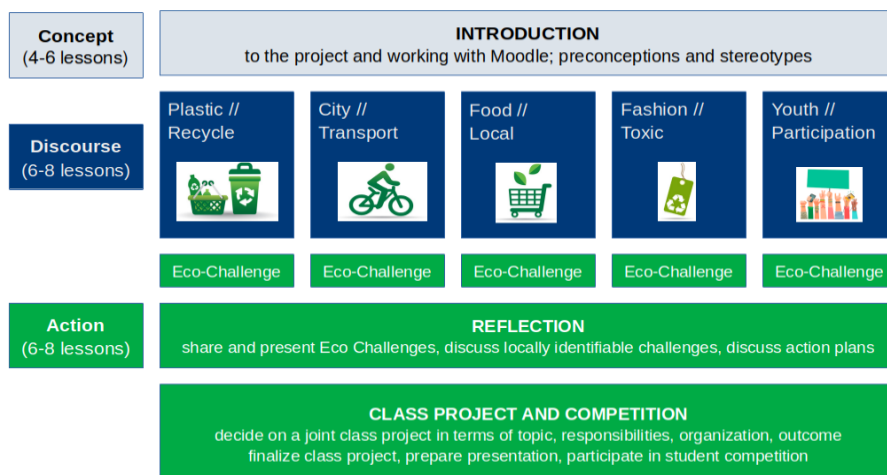 Concept
(4-6 lessons)
INTRODUCTION
to the project and working with Moodle; preconceptions and stereotypes
Discourse
(6-8 lessons)
Plastic //
Recycle
City //
Transport
Food //
Local
Fashion //
Toxic
Youth //
Participation
Eco-Challenge
Eco-Challenge
Eco-Challenge
Eco-Challenge
Eco-Challenge
Action
(6-8 lessons)
REFLECTION
share and present Eco Challenges, discuss locally identifiable challenges, discuss action plans
CLASS PROJECT AND COMPETITION
decide on a joint class project in terms of topic, responsibilities, organization, outcome
finalize class project, prepare presentation, participate in student competition